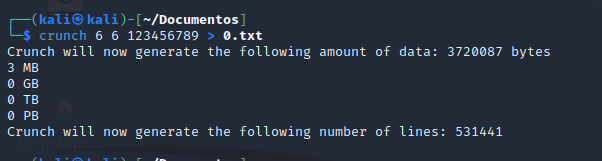 ┌──(kali㉿kali)-[~/Documentos]
└─$ crunch 6 6 123456789 > 0.txt
Crunch will now generate the following amount of data: 3720087 bytes
3 MB
0 GB
0 TB
0 PB
Crunch will now generate the following number of lines: 531441